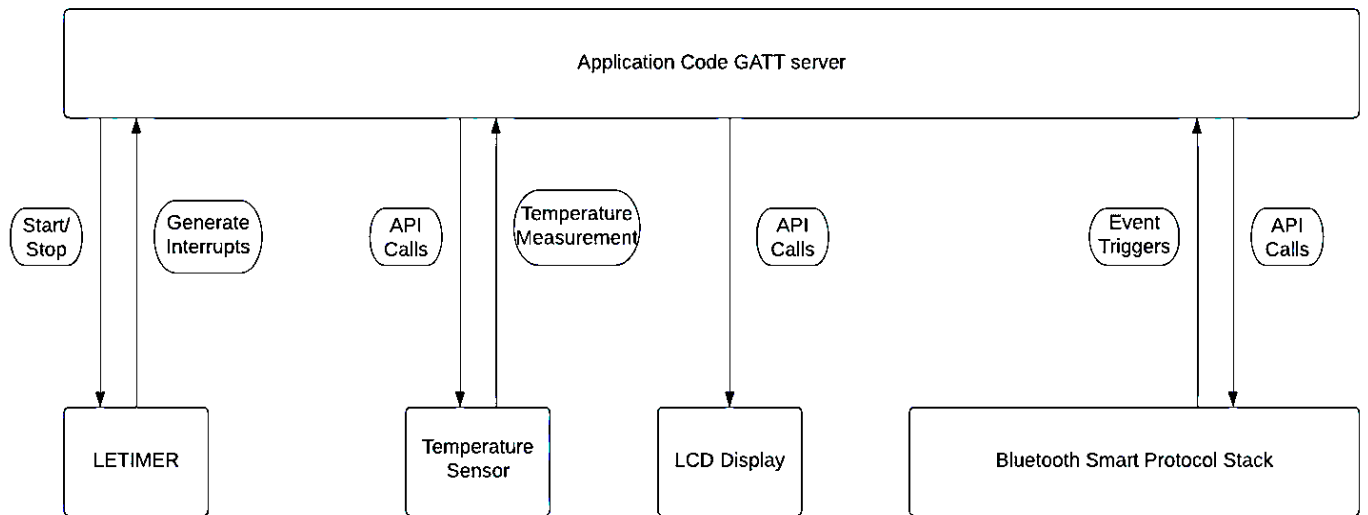 Application Code GATT server
Start/
Stop
Generate
Interrupts
API
Calls
Temperature
Measurement
API
Calls
Event
Triggers
API
Calls
LETIMER
Temperature
Sensor
LCD Display
Bluetooth Smart Protocol Stack